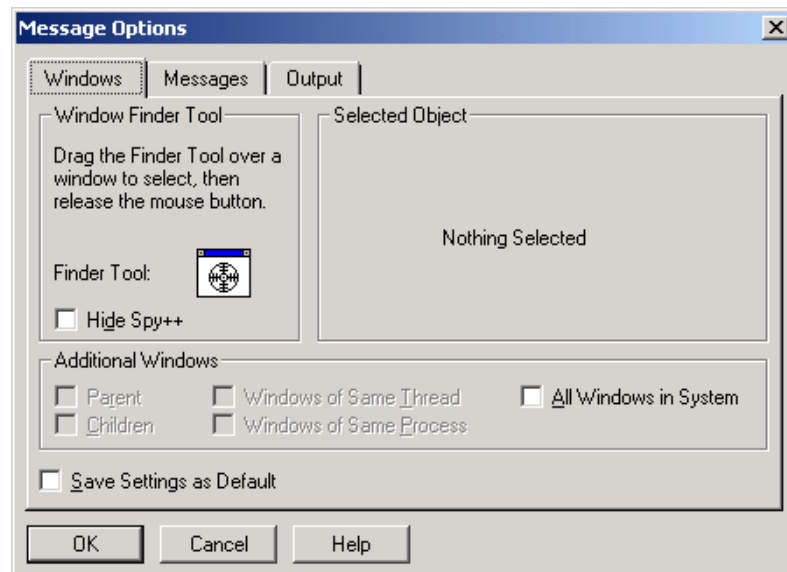 Message Options
Windows
Messages
Output
Window Finder Tool
Drag the Finder Tool over a
window to select, then
release the mouse button.
Finder Tool:
Hide Spy++
Selected Object
Nothing Selected
Additional Windows
Parent
Windows of Same Thread
All Windows in System
Children
Windows of Same Process
Save Settings as Default
OK
Cancel
Help